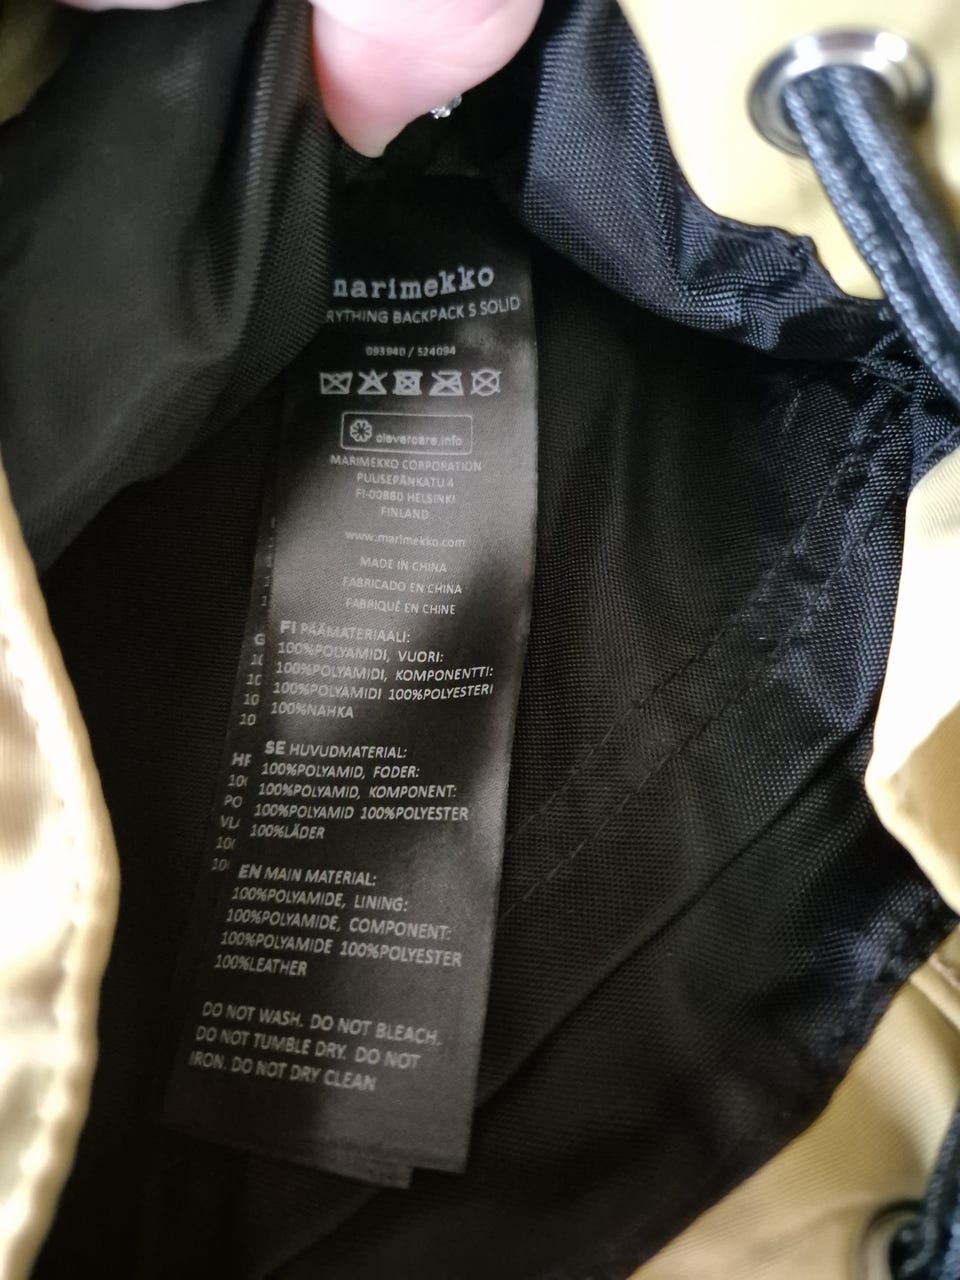 marimekko
RYTHING BACKPACK S SOLID
093940 / 524094
clevercare.info
MARIMEKKO CORPORATION
PUUSEPÄNKATU 4
FI-00880 HELSINKI
FINLAND
www.marimekko.com
MADE IN CHINA
FABRICADO EN CHINA
FABRIQUÉ EN CHINE
FI PÄÄMATERIAALI:
100%POLYAMIDI, VUORI:
100%POLYAMIDI, KOMPONENTTI:
100%POLYAMIDI 100%POLYESTERI
100%NAHKA
SE HUVUDMATERIAL:
100%POLYAMID, FODER:
100%POLYAMID, KOMPONENT:
100%POLYAMID 100%POLYESTER
100%LÄDER
EN MAIN MATERIAL:
100%POLYAMIDE, LINING:
100%POLYAMIDE, COMPONENT:
100%POLYAMIDE 100%POLYESTER
100%LEATHER
DO NOT WASH. DO NOT BLEACH.
DO NOT TUMBLE DRY. DO NOT
IRON. DO NOT DRY CLEAN